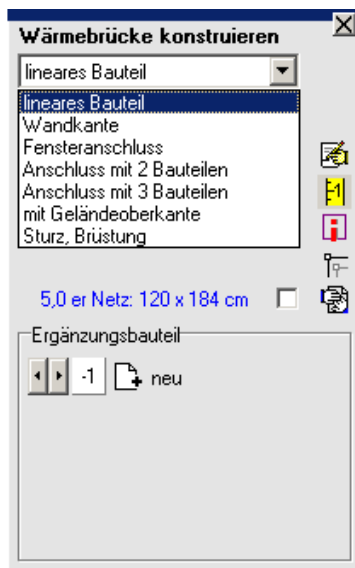 Wärmebrücke konstruieren
lineares Bauteil
lineares Bauteil
Wandkante
Fensteranschluss
Anschluss mit 2 Bauteilen
Anschluss mit 3 Bauteilen
mit Geländeoberkante
Sturz, Brüstung
1
5,0 er Netz: 120 x 184 cm
Ergänzungsbauteil
-1 neu